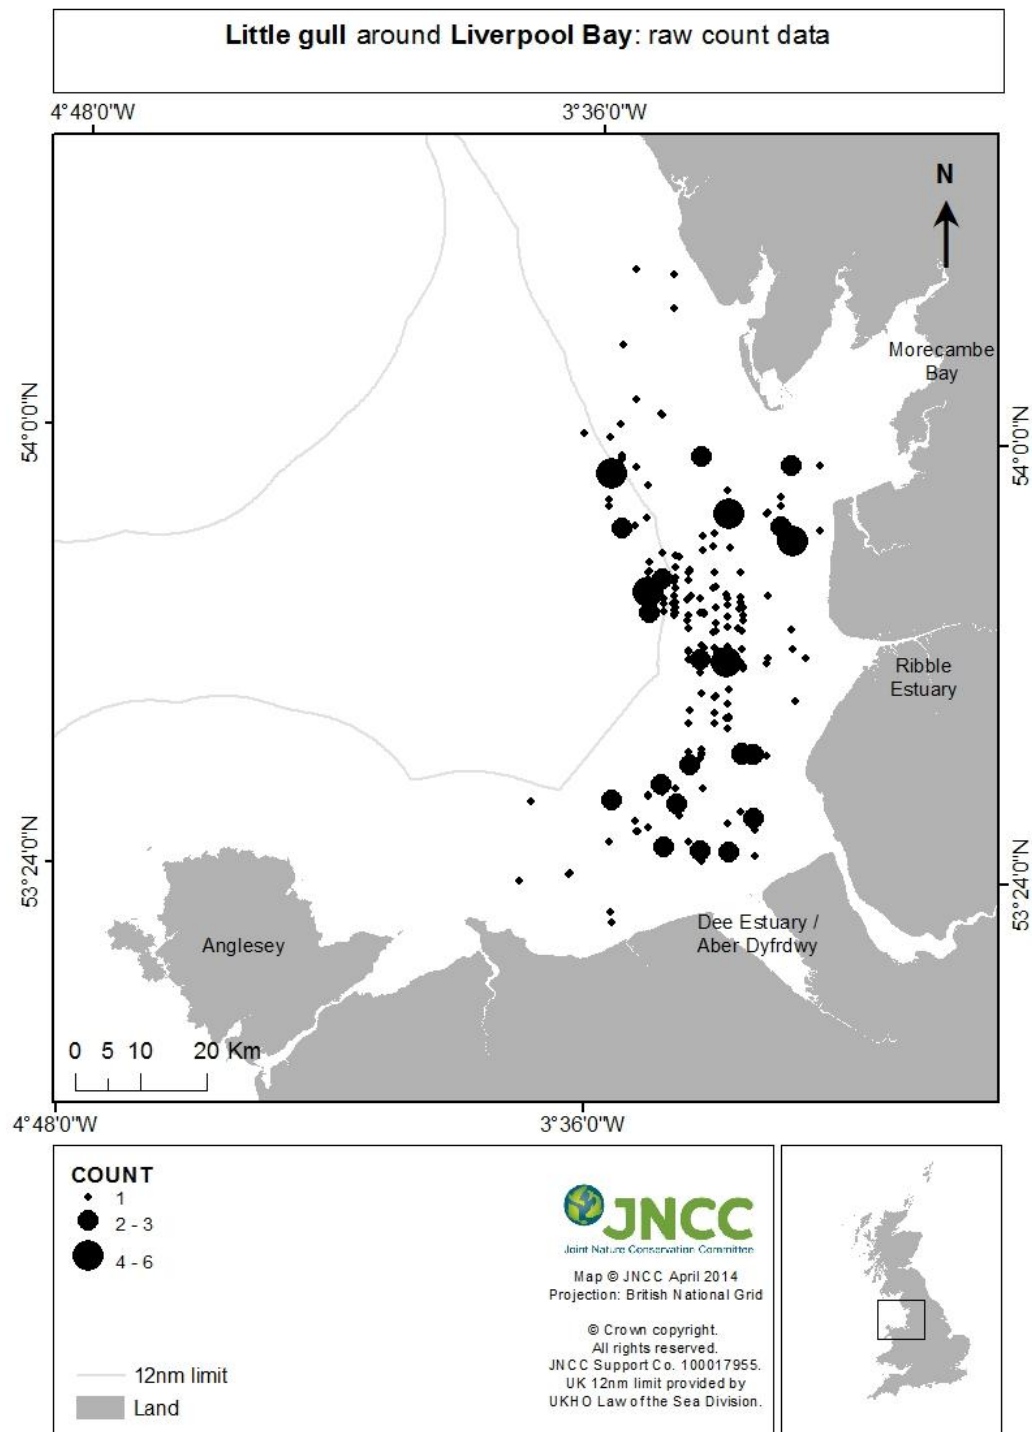 Little gull around Liverpool Bay: raw count data
4°48'0"W
3°36'0"W
N
Morecambe
Bay
54°0'0"N
54°0'0"N
Ribble
Estuary
53°24'0"N
53°24'0"N
Dee Estuary /
Aber Dyfrdwy
Anglesey
0 5 10 20 Km
4°48'0"W
3°36'0"W
COUNT
1
2 - 3
4 - 6
12nm limit
Land
JNCC
Joint Nature Conservation Committee
Map © JNCC April 2014
Projection: British National Grid
© Crown copyright.
All rights reserved.
JNCC Support Co. 100017955.
UK 12nm limit provided by
UKHO Law of the Sea Division.